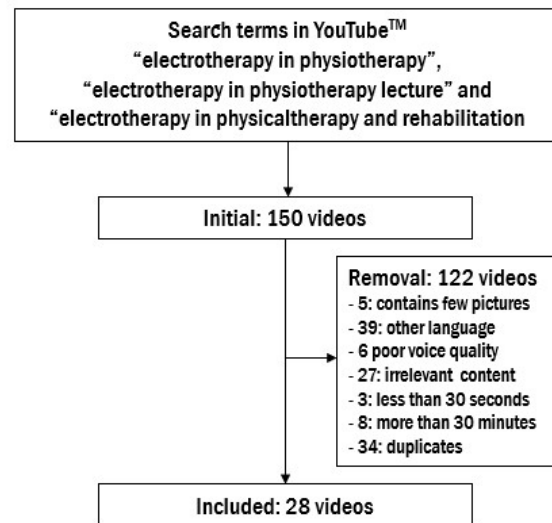 Search terms in YouTube™
“electrotherapy in physiotherapy”,
“electrotherapy in physiotherapy lecture” and
“electrotherapy in physicaltherapy and rehabilitation
Initial: 150 videos
Removal: 122 videos
- 5: contains few pictures
- 39: other language
- 6 poor voice quality
- 27: irrelevant content
- 3: less than 30 seconds
- 8: more than 30 minutes
- 34: duplicates
Included: 28 videos